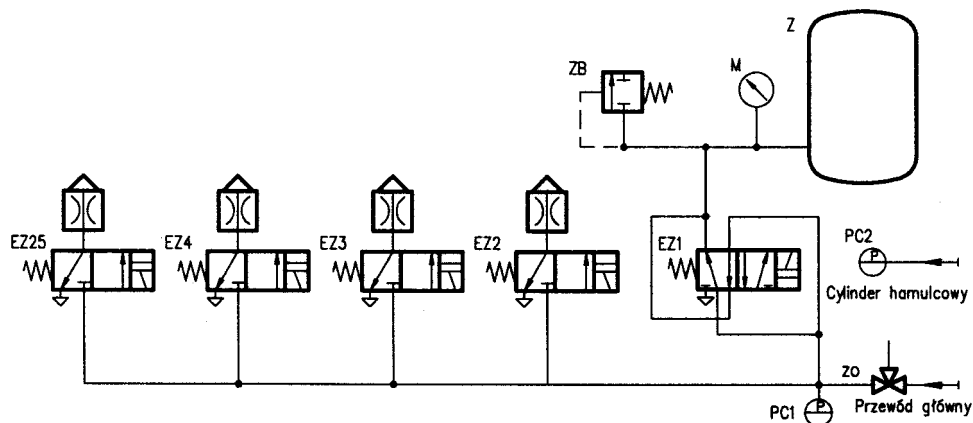 Z
ZB
M
EZ25
EZ4
EZ3
EZ2
EZ1
PC2
P
Cylinder hamulcowy
ZO
Przewód główny
PC1
P